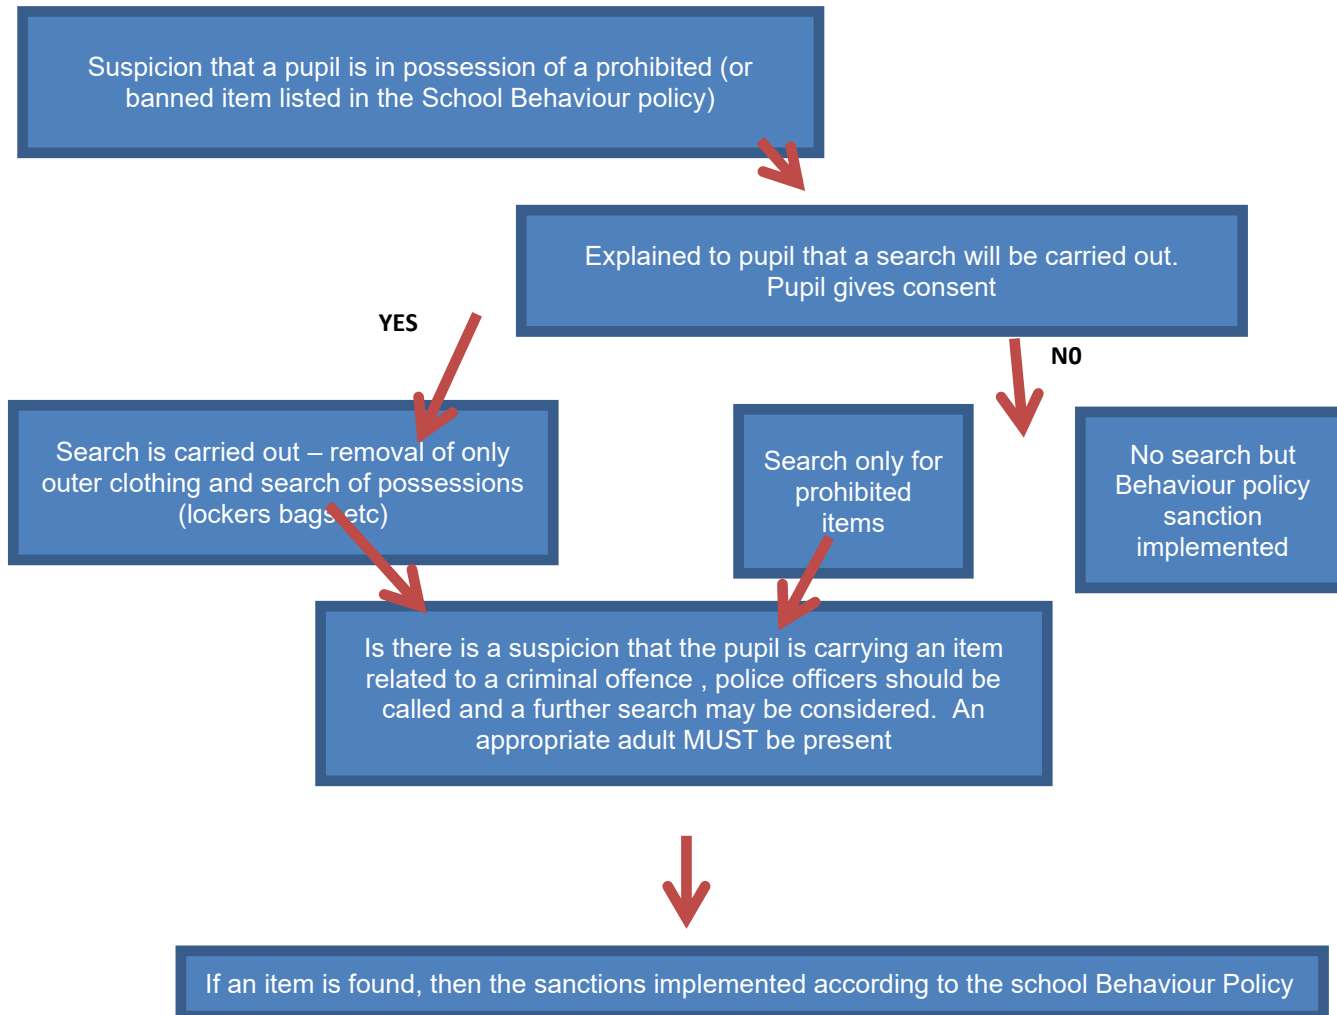 Suspicion that a pupil is in possession of a prohibited (or
banned item listed in the School Behaviour policy)
Explained to pupil that a search will be carried out.
Pupil gives consent
YES
N0
Search is carried out – removal of only
outer clothing and search of possessions
(lockers bags etc)
Search only for
prohibited
items
No search but
Behaviour policy
sanction
implemented
Is there is a suspicion that the pupil is carrying an item
related to a criminal offence , police officers should be
called and a further search may be considered.  An
appropriate adult MUST be present
If an item is found, then the sanctions implemented according to the school Behaviour Policy